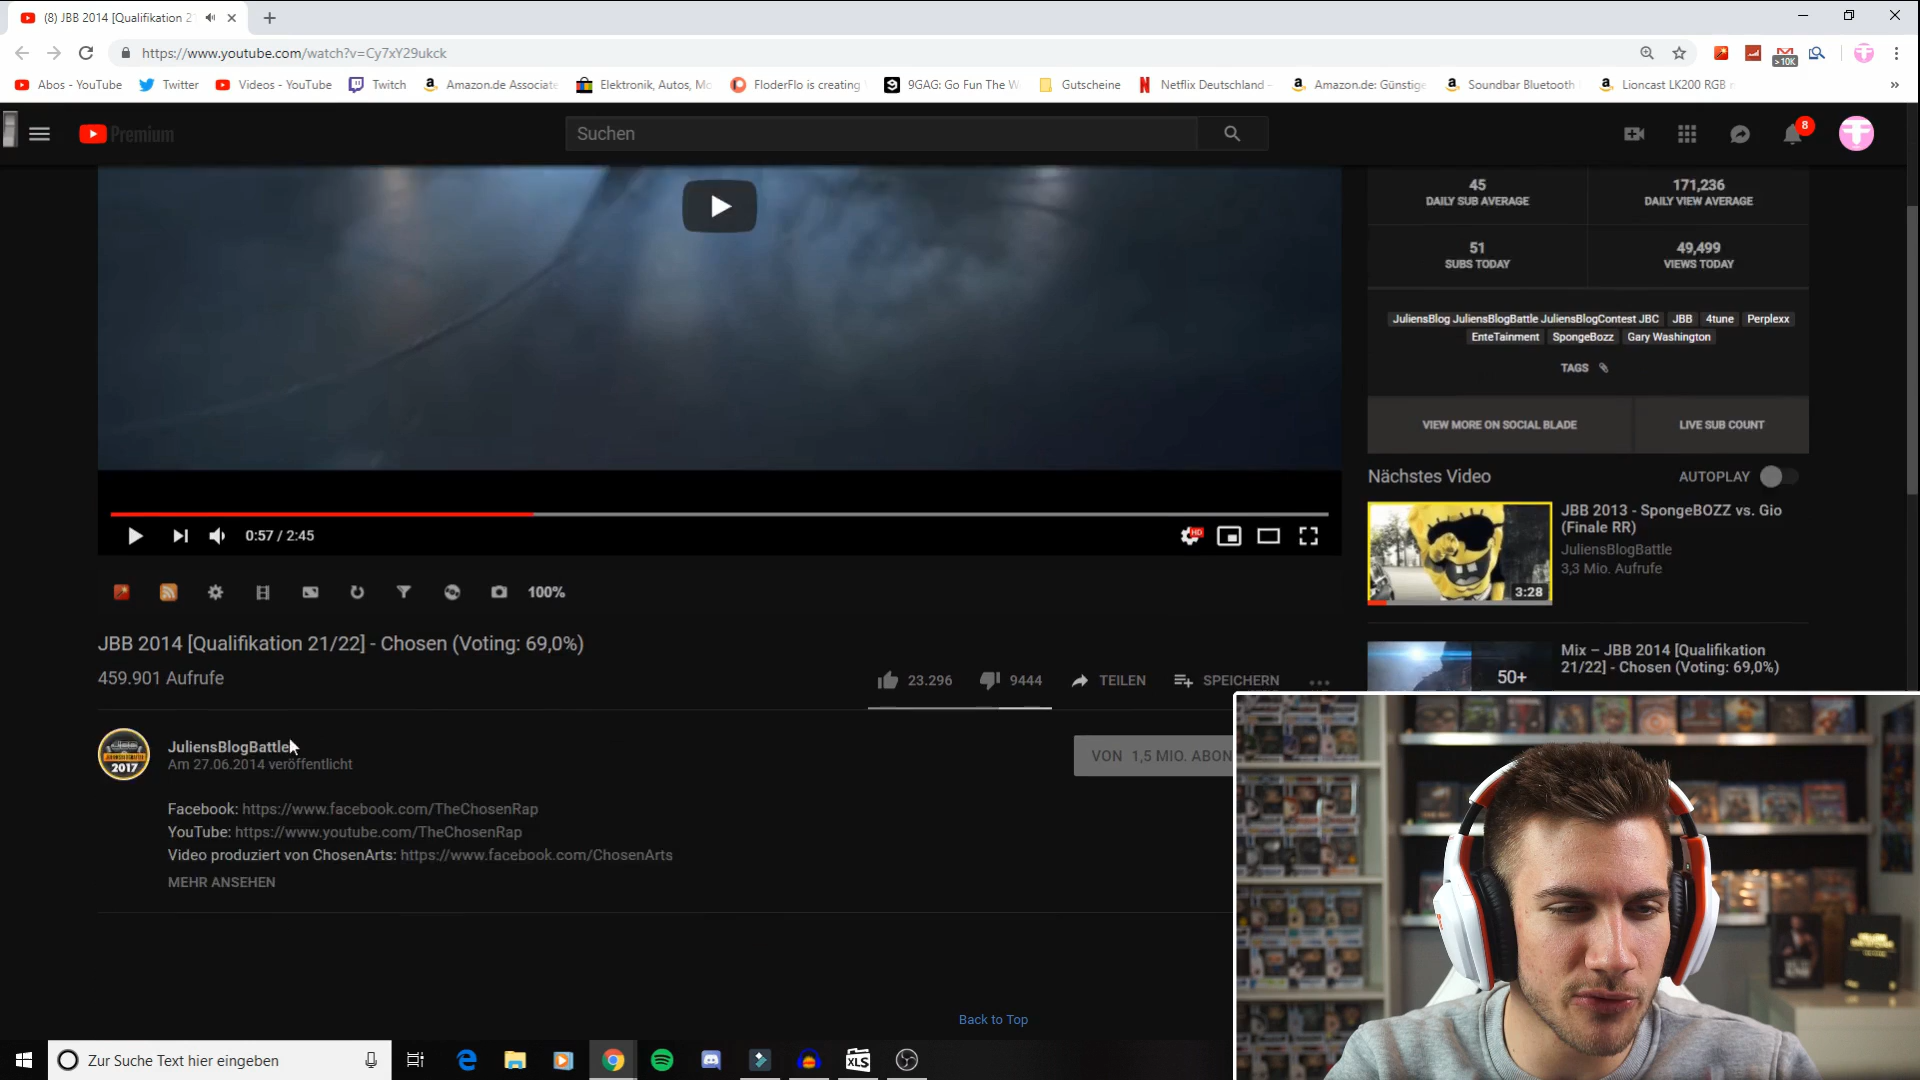 (8) JBB 2014 [Qualifikation 2
https://www.youtube.com/watch?v=Cy7xY29ukck
>10K
Abos - YouTube
Twitter
Videos - YouTube
Twitch
Amazon.de Associate
Elektronik, Autos, Mo
FloderFlo is creating
9GAG: Go Fun The W
Gutscheine
Netflix Deutschland -
Amazon.de: Günstige
Soundbar Bluetooth
Lioncast LK200 RGB
»
Premium
Suchen
8
45
DAILY SUB AVERAGE
171,236
DAILY VIEW AVERAGE
51
SUBS TODAY
49,499
VIEWS TODAY
JuliensBlog JuliensBlogBattle JuliensBlogContest JBC JBB 4tune Perplexx
EnteTainment SpongeBozz Gary Washington
TAGS
VIEW MORE ON SOCIAL BLADE
LIVE SUB COUNT
Nächstes Video
AUTOPLAY
JBB 2013 - SpongeBOZZ vs. Gio
(Finale RR)
JuliensBlogBattle
3,3 Mio. Aufrufe
3:28
Mix – JBB 2014 [Qualifikation
21/22] - Chosen (Voting: 69,0%)
50+
0:57 / 2:45
HD
100%
JBB 2014 [Qualifikation 21/22] - Chosen (Voting: 69,0%)
459.901 Aufrufe
23.296
9444
TEILEN
SPEICHERN
2017
JuliensBlogBattle
Am 27.06.2014 veröffentlicht
VON 1,5 MIO. ABON
Facebook: https://www.facebook.com/TheChosenRap
YouTube: https://www.youtube.com/TheChosenRap
Video produziert von ChosenArts: https://www.facebook.com/ChosenArts
MEHR ANSEHEN
Back to Top
Zur Suche Text hier eingeben
XLS